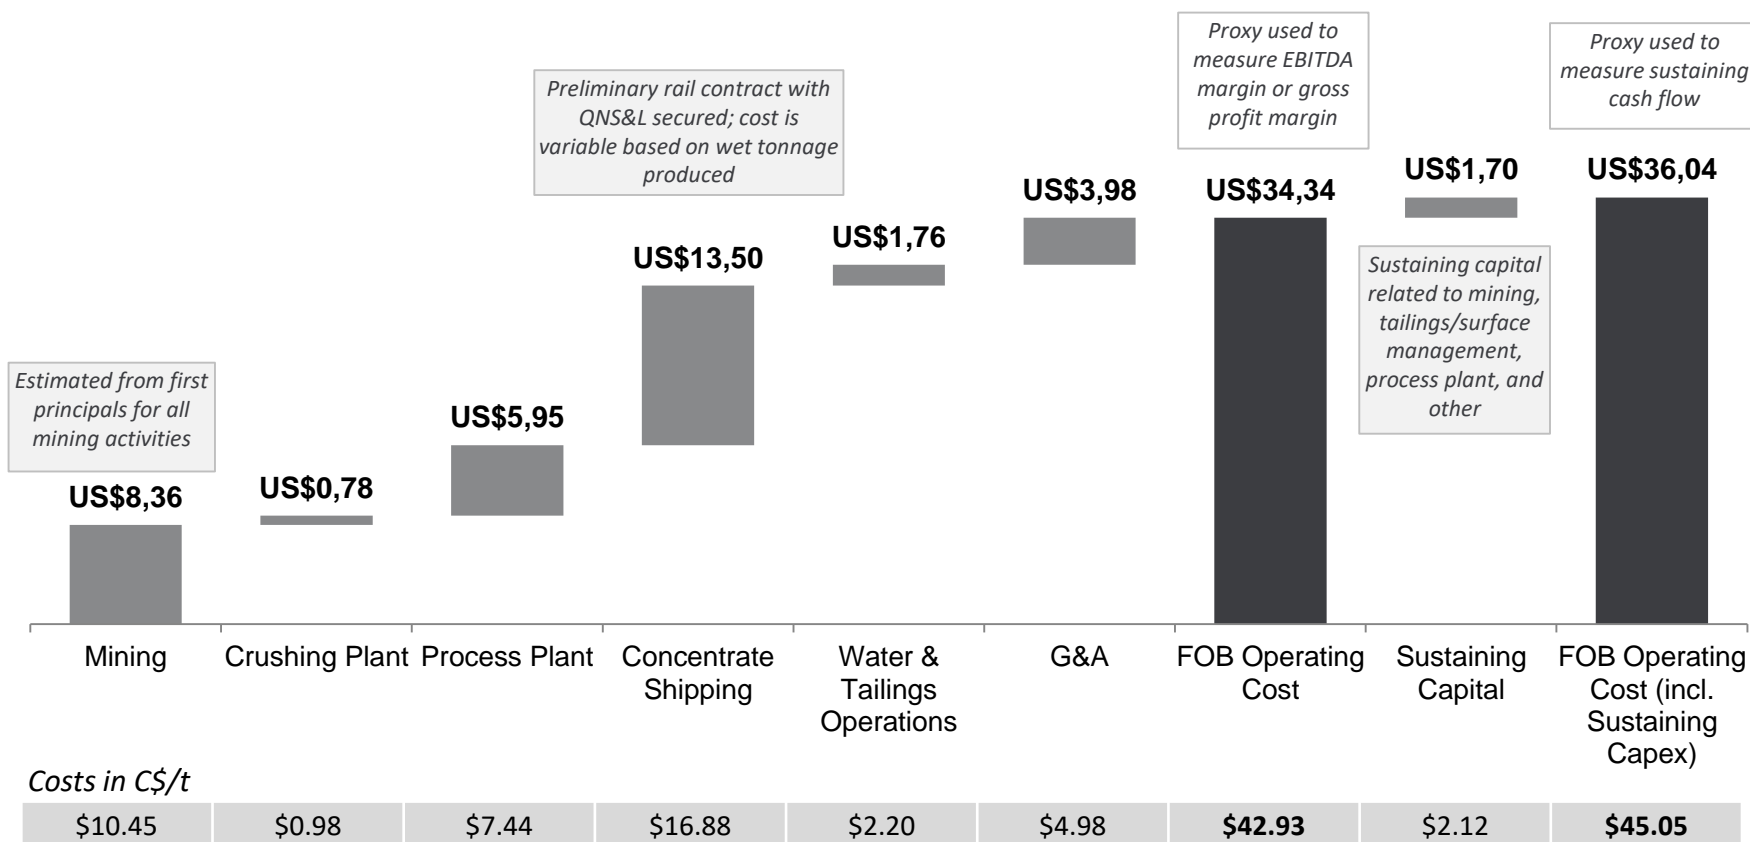 Proxy used to
measure EBITDA
margin or gross
profit margin
Proxy used to
measure sustaining
cash flow
Preliminary rail contract with
QNS&L secured; cost is
variable based on wet tonnage
produced
US$3,98
US$34,34
US$1,70
US$36,04
US$13,50
US$1,76
Sustaining capital
related to mining,
tailings/surface
management,
process plant, and
other
Estimated from first
principals for all
mining activities
US$5,95
US$8,36
US$0,78
Mining
Crushing Plant
Process Plant
Concentrate
Shipping
Water &
Tailings
Operations
G&A
FOB Operating
Cost
Sustaining
Capital
FOB Operating
Cost (incl.
Sustaining
Capex)
Costs in C$/t
$10.45 $0.98 $7.44 $16.88 $2.20 $4.98 $42.93 $2.12 $45.05